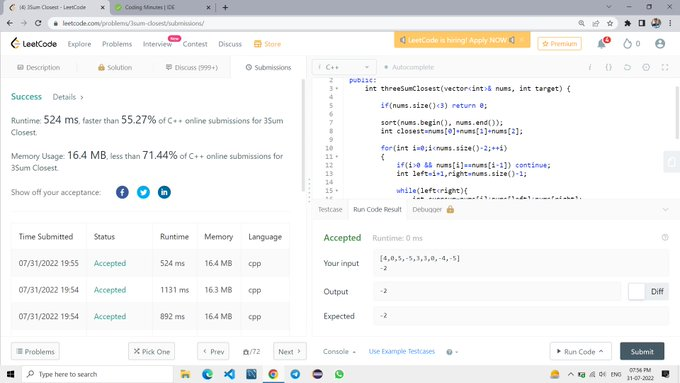 (4) 3Sum Closest - LeetCode
Coding Minutes | IDE
leetcode.com/problems/3sum-closest/submissions/
LeetCode
Explore
Problems
Interview
New
Contest
Discuss
Store
LeetCode is hiring! Apply NOW
Premium
4
0
Description
Solution
Discuss (999+)
Submissions
i C++
Autocomplete
Success
Details >
Runtime: 524 ms, faster than 55.27% of C++ online submissions for 3Sum
Closest.
Memory Usage: 16.4 MB, less than 71.44% of C++ online submissions for
3Sum Closest.
Show off your acceptance:
Time Submitted
Status
Runtime
Memory
Language
07/31/2022 19:55
Accepted
524 ms
16.4 MB
cpp
07/31/2022 19:54
Accepted
1131 ms
16.3 MB
cpp
07/31/2022 19:54
Accepted
892 ms
16.4 MB
cpp
2 public:
3 int threeSumClosest(vector<int>& nums, int target) {
4
5 if(nums.size()<3) return 0;
6
7 sort(nums.begin(), nums.end());
8 int closest=nums[0]+nums[1]+nums[2];
9
10 for(int i=0;i<nums.size()-2;++i)
11 {
12 if(i>0 && nums[i]==nums[i-1]) continue;
13 int left=i+1,right=nums.size()-1;
14
15 while(left<right){
Testcase
Run Code Result
Debugger
Accepted
Runtime: 0 ms
Your input
[4,0,5,-5,3,3,0,-4,-5]
-2
Output
-2
Diff
Expected
-2
Problems
Pick One
< Prev
/72
Next >
Console
Use Example Testcases
Run Code
Submit
Type here to search
ENG
07:56 PM
31-07-2022